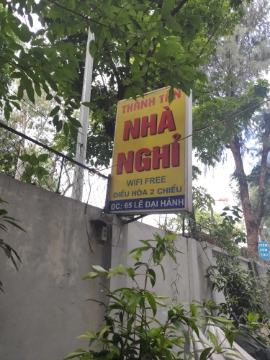 THÀNH TÂN
NHÀ
NGHỈ
WIFI FREE
ĐIỀU HÒA 2 CHIỀU
ĐC: 65 LÊ ĐẠI HÀNH